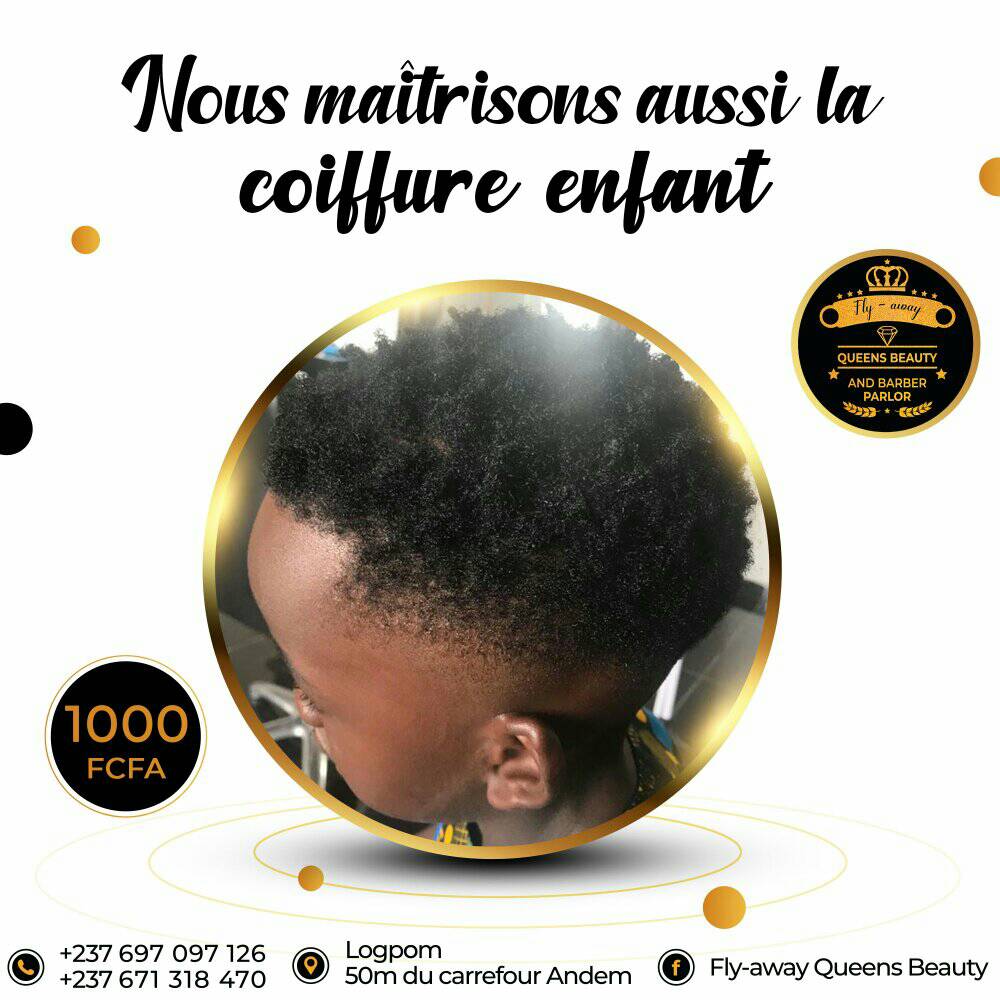 Nous maîtrisons aussi la
coiffure enfant
Fly - away
QUEENS BEAUTY
AND BARBER
PARLOR
1000
FCFA
+237 697 097 126
+237 671 318 470
Logpom
50m du carrefour Andem
Fly-away Queens Beauty